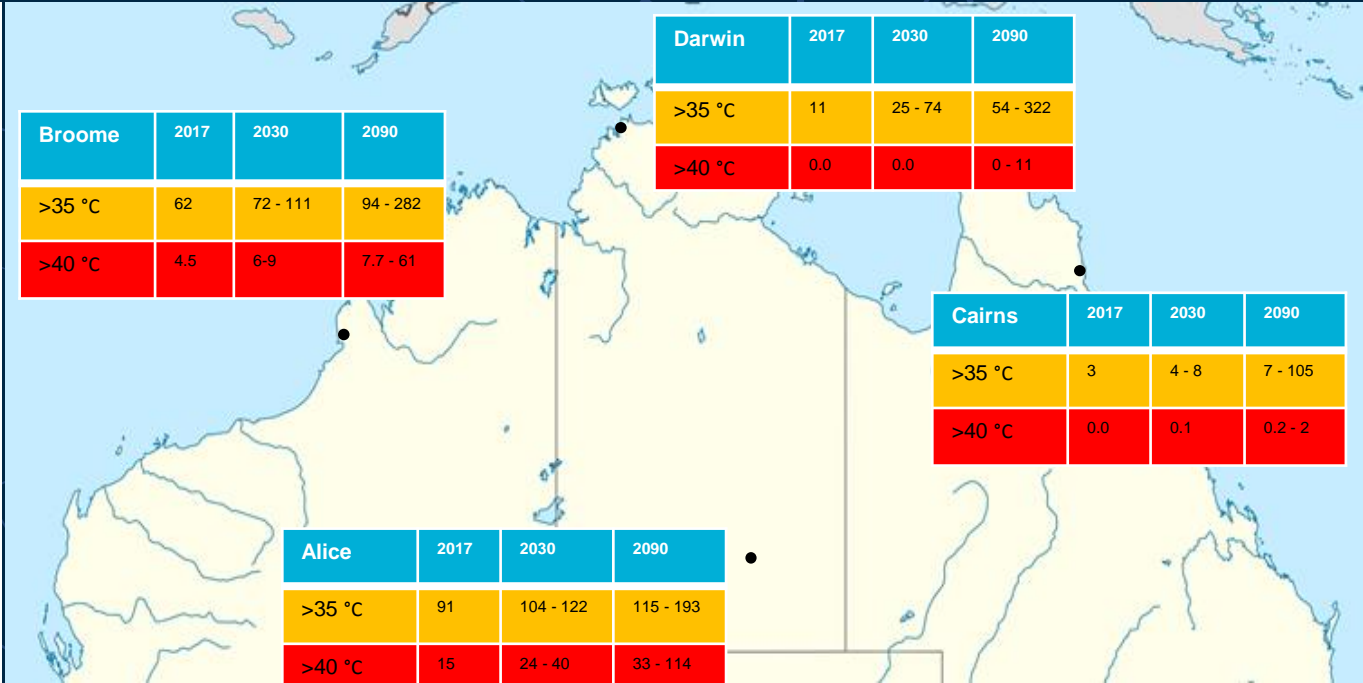 Darwin 2017 2030 2090
>35 °C 11 25 - 74 54 - 322
>40 °C 0.0 0.0 0 - 11
Broome 2017 2030 2090
>35 °C 62 72 - 111 94 - 282
>40 °C 4.5 6-9 7.7 - 61
Cairns 2017 2030 2090
>35 °C 3 4 - 8 7 - 105
>40 °C 0.0 0.1 0.2 - 2
Alice 2017 2030 2090
>35 °C 91 104 - 122 115 - 193
>40 °C 15 24 - 40 33 - 114